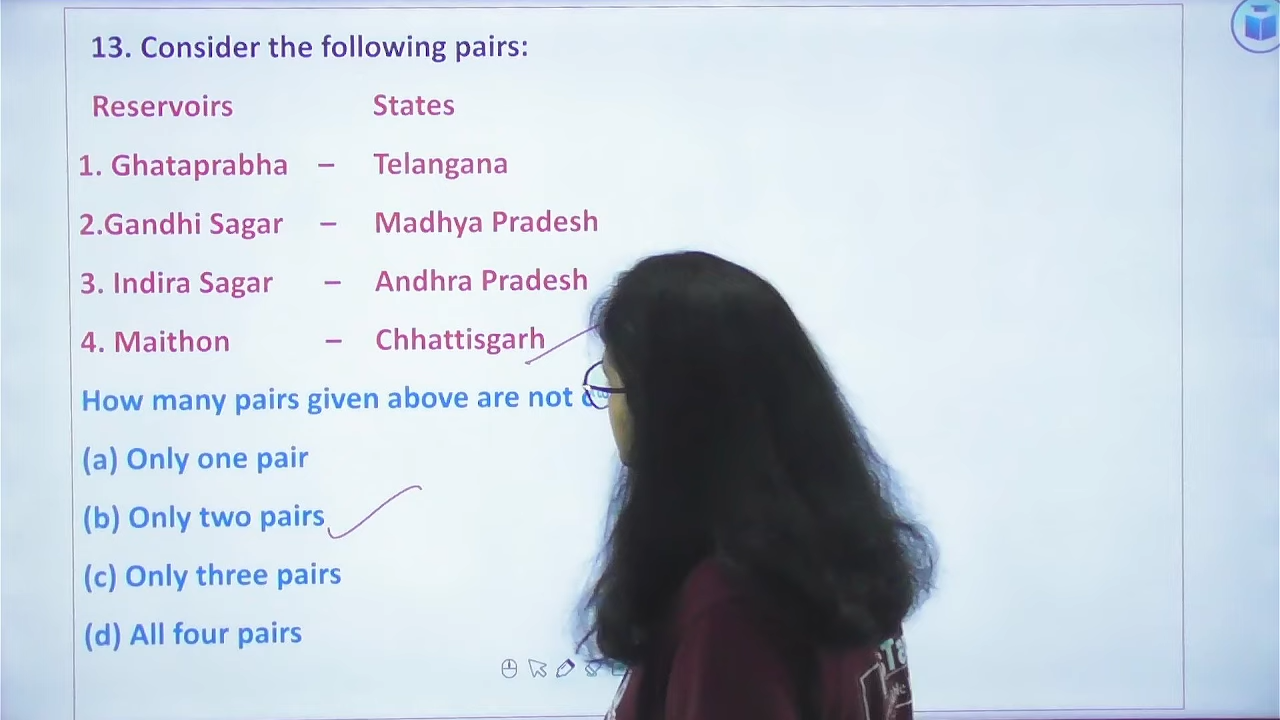 13. Consider the following pairs:
Reservoirs States
1. Ghataprabha – Telangana
2.Gandhi Sagar – Madhya Pradesh
3. Indira Sagar – Andhra Pradesh
4. Maithon – Chhattisgarh
How many pairs given above are not
(a) Only one pair
(b) Only two pairs
(c) Only three pairs
(d) All four pairs